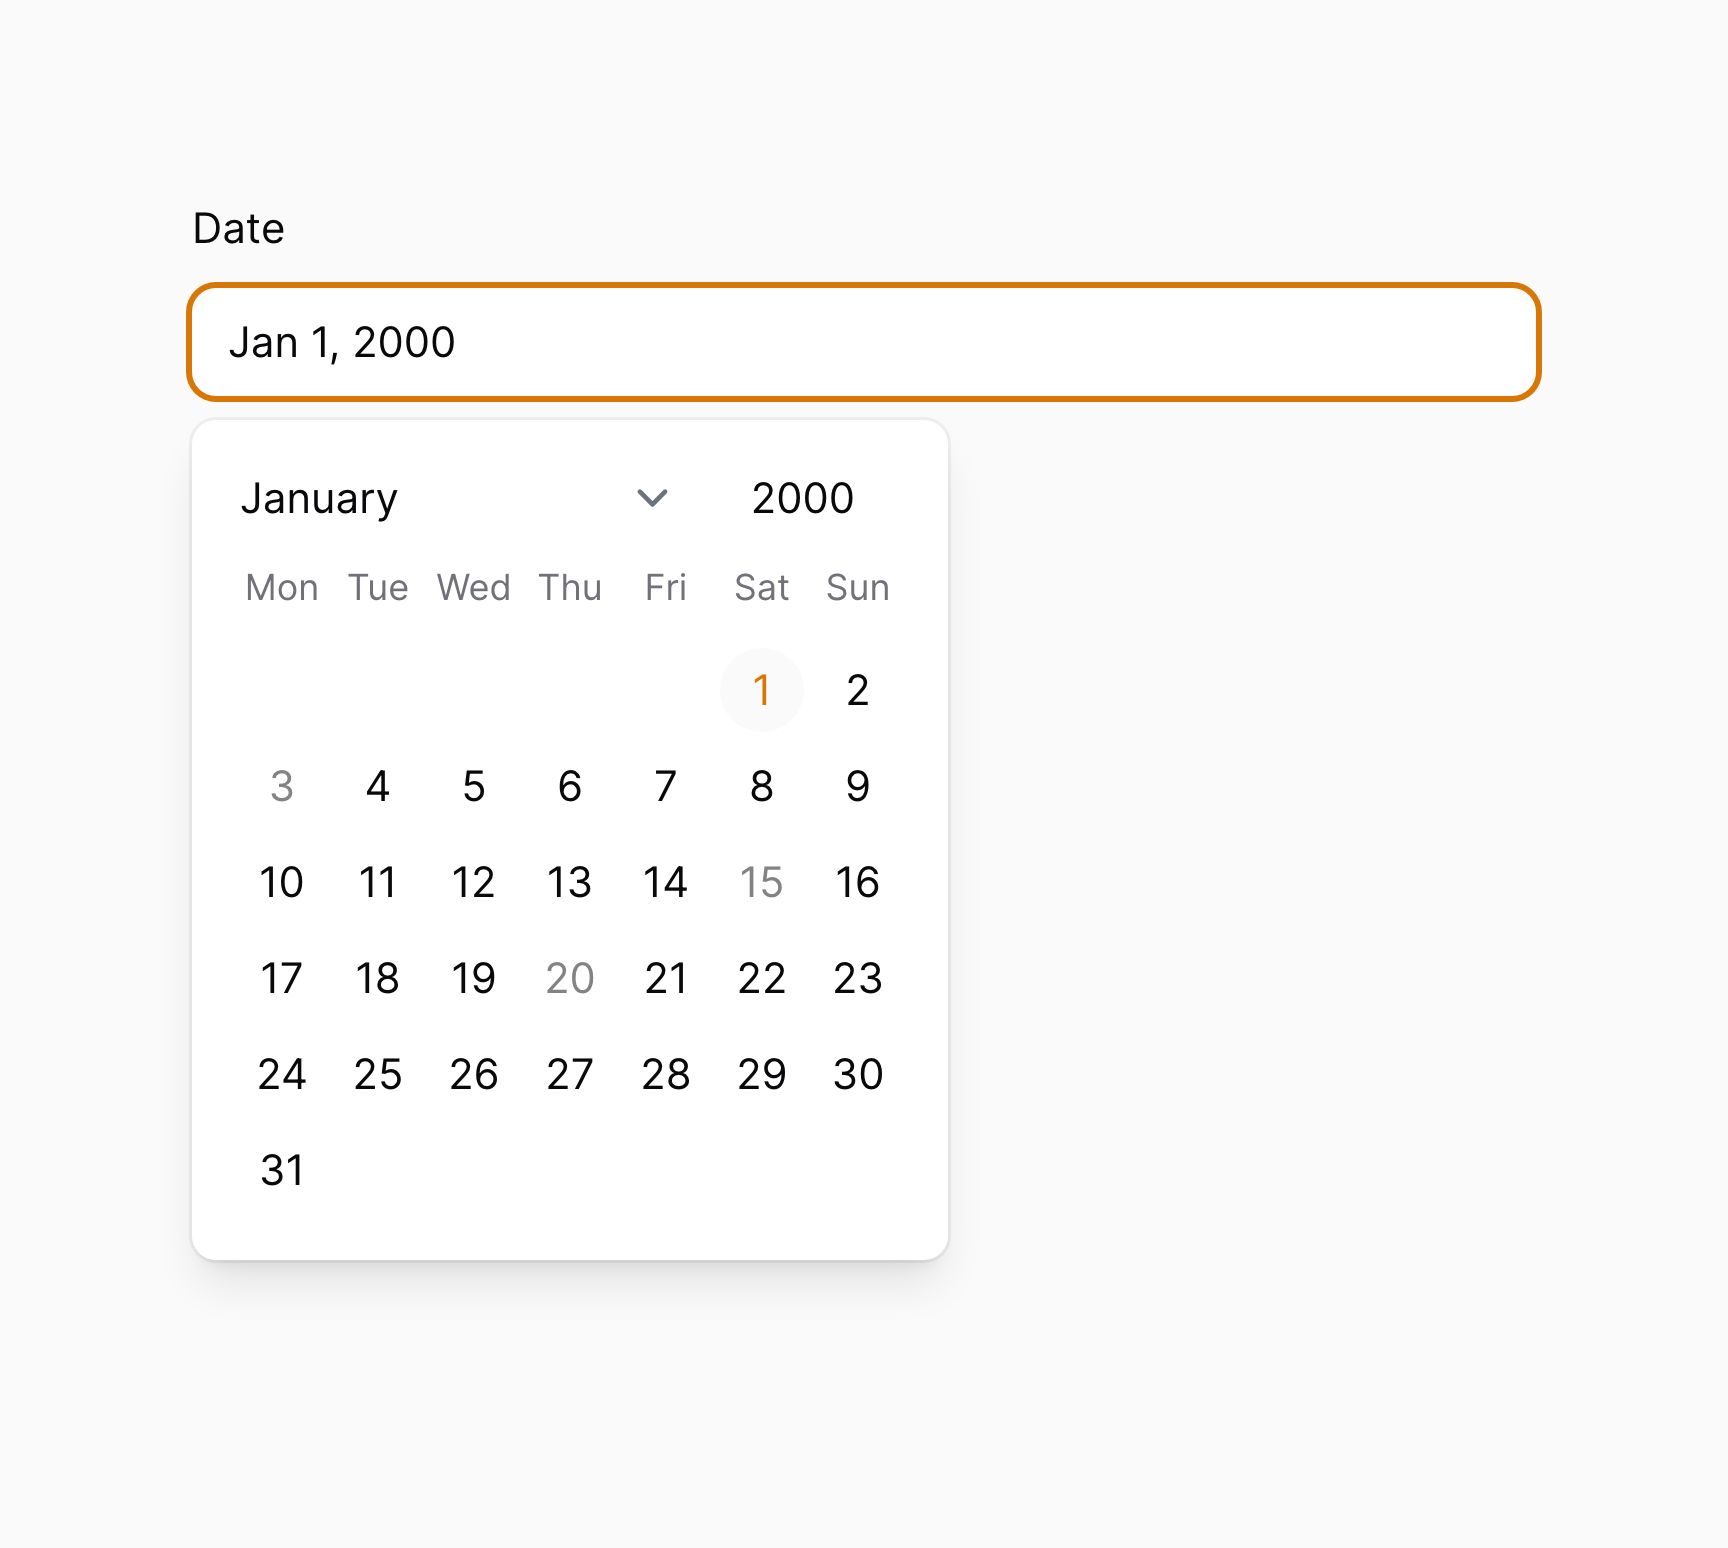 Date
Jan 1, 2000
January 2000
Mon Tue Wed Thu Fri Sat Sun
1 2
3 4 5 6 7 8 9
10 11 12 13 14 15 16
17 18 19 20 21 22 23
24 25 26 27 28 29 30
31